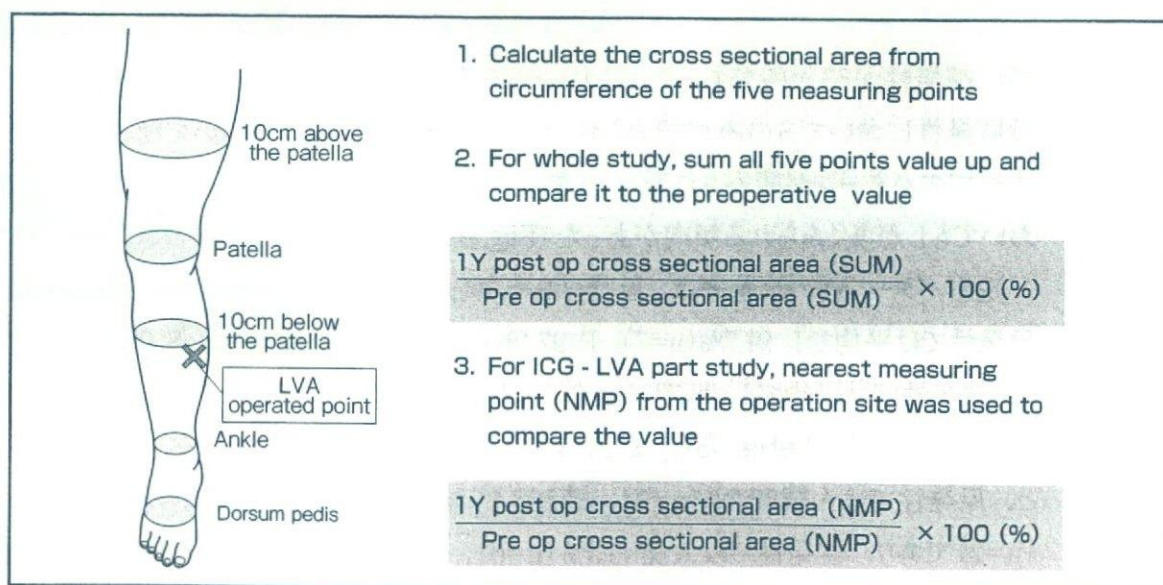 10cm above
the patella
Patella
10cm below
the patella
LVA
operated point
Ankle
Dorsum pedis
1. Calculate the cross sectional area from
circumference of the five measuring points
2. For whole study, sum all five points value up and
compare it to the preoperative value
1Y post op cross sectional area (SUM)
Pre op cross sectional area (SUM)
× 100 (%)
3. For ICG - LVA part study, nearest measuring
point (NMP) from the operation site was used to
compare the value
1Y post op cross sectional area (NMP)
Pre op cross sectional area (NMP)
× 100 (%)